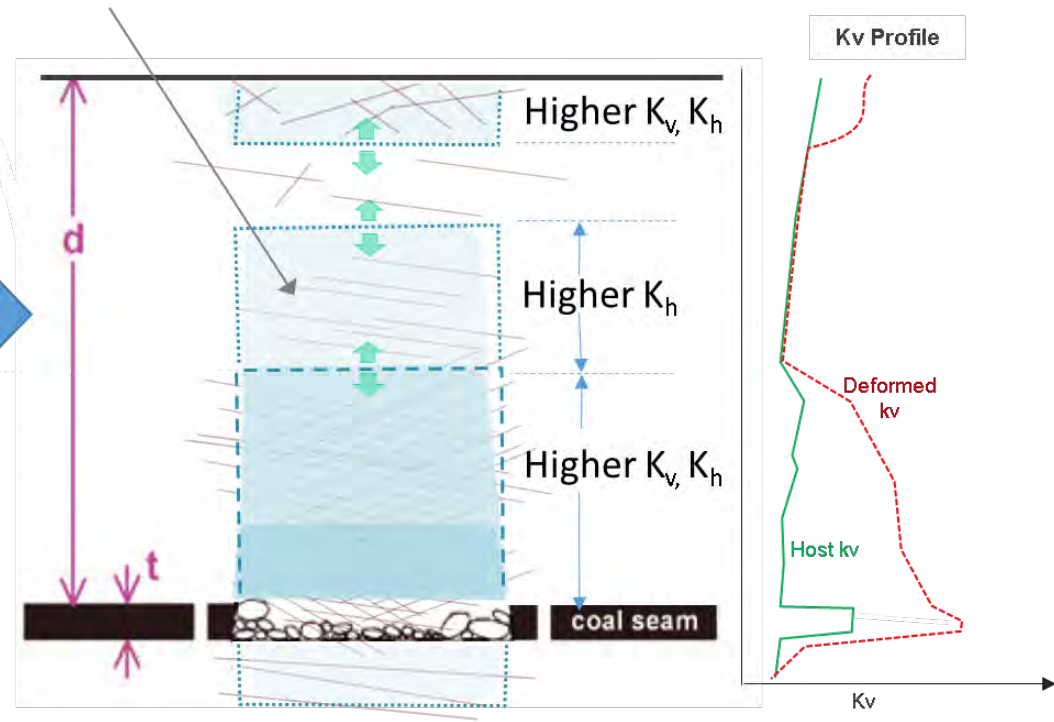 Kv Profile
Higher Kv, Kh
d
Higher Kh
Deformed
kv
Higher Kv, Kh
Host kv
t
coal seam
Kv